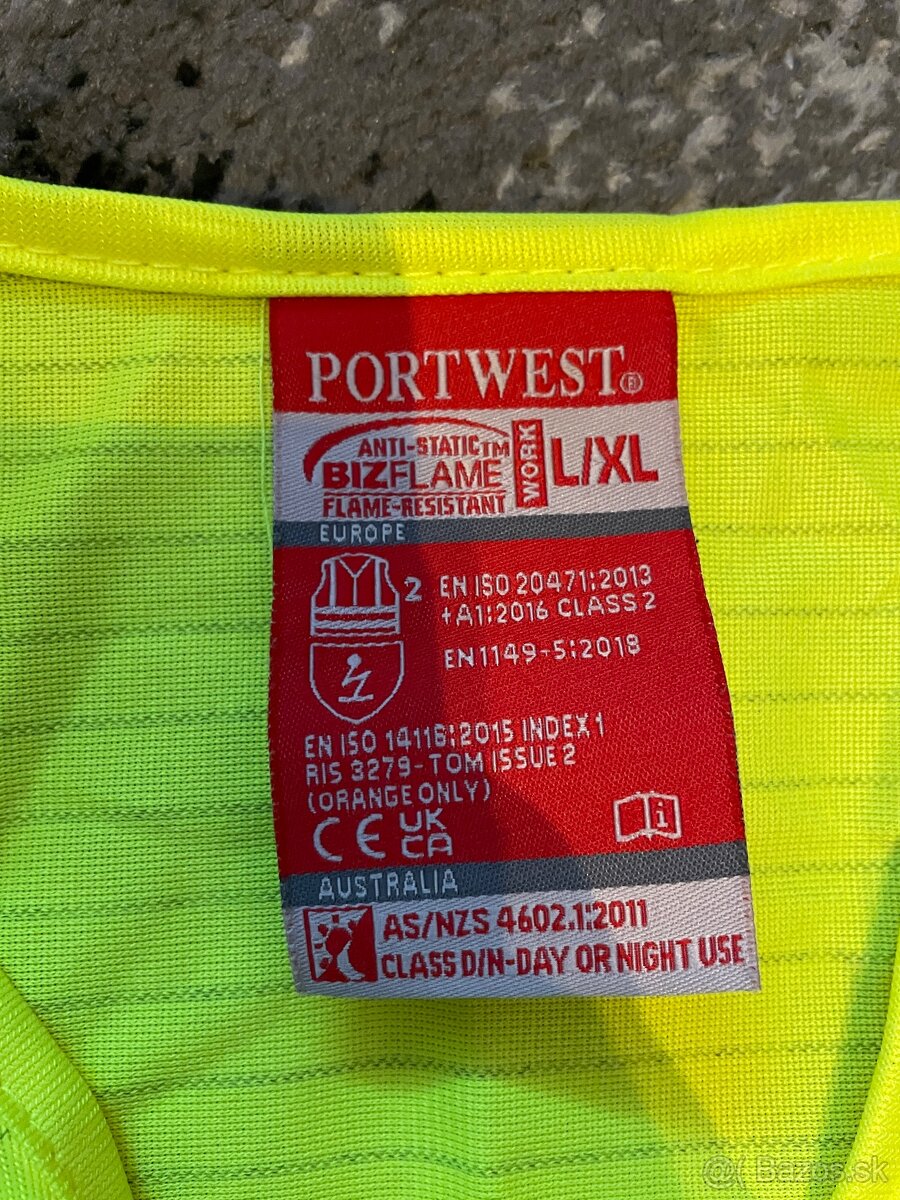 PORTWEST®
ANTI-STATIC™
BIZFLAME
WORK
FLAME-RESISTANT
L/XL
EUROPE
2
EN ISO 20471:2013
+A1:2016 CLASS 2
EN1149-5:2018
EN ISO 14116:2015 INDEX 1
RIS 3279-TOM ISSUE 2
(ORANGE ONLY)
CE UK
CA
i
AUSTRALIA
AS/NZS 4602.1:2011
CLASS D/N-DAY OR NIGHT USE
@( Bazos.sk